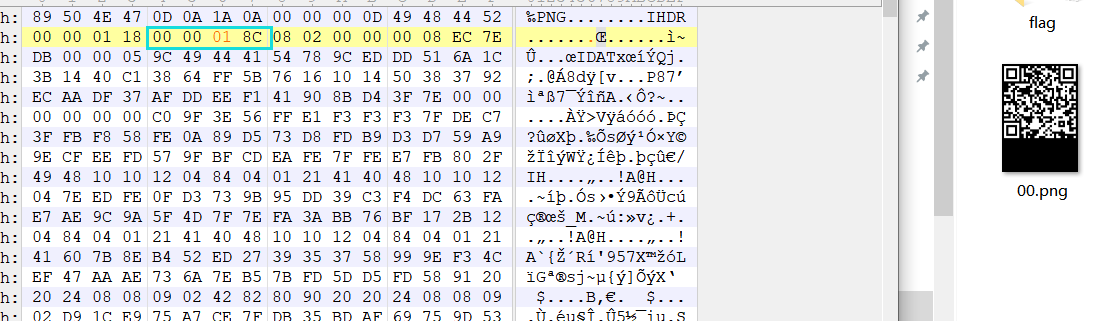 h: 89 50 4E 47 0D 0A 1A 0A 00 00 00 0D 49 48 44 52 ‰PNG........IHDR
h: 00 00 01 18 00 00 01 8C 08 02 00 00 00 08 EC 7E .......Œ......ì~
h: DB 00 00 05 9C 49 44 41 54 78 9C ED DD 51 6A 1C Û...œIDATxœíÝQj.
h: 3B 14 40 C1 38 64 FF 5B 76 16 10 14 50 38 37 92 ;.@Á8dÿ[v...P87’
h: EC AA DF 37 AF DD EE F1 41 90 8B D4 3F 7E 00 00 ìªß7¯ÝîñA.‹Ô?~..
h: 00 00 00 00 C0 9F 3E 56 FF E1 F3 F3 F3 7F DE C7 ....ÀŸ>Vÿáóóó.ÞÇ
h: 3F FB F8 58 FE 0A 89 D5 73 D8 FD B9 D3 D7 59 A9 ?ûøXþ.‰ÕsØý¹Ó×Y©
h: 9E CF EE FD 57 9F BF CD EA FE 7F FE E7 FB 80 2F žÏîýWŸ¿Íêþ.þçû€/
h: 49 48 10 10 12 04 84 04 01 21 41 40 48 10 10 12 IH....„..!A@H...
h: 04 7E ED FE 0F D3 73 9B 95 DD 39 C3 F4 DC 63 FA .~íþ.Ós›•Ý9ÃôÜcú
h: E7 AE 9C 9A 5F 4D 7F 7E FA 3A BB 76 BF 17 2B 12 ç®œš_M.~ú:»v¿.+.
h: 04 84 04 01 21 41 40 48 10 10 12 04 84 04 01 21 .„..!A@H....„..!
h: 41 60 7B 8E B4 52 ED 27 39 35 37 58 99 9E F3 4C A`{Ž´Rí'957X™žóL
h: EF 47 AA AE 73 6A 7E B5 7B FD 5D D5 FD 58 91 20 ïGª®sj~µ{ý]ÕýX‘
h: 20 24 08 08 09 02 42 82 80 90 20 20 24 08 08 09 $....B‚€. $...
h: 02 D9 1C E9 75 A7 CE 7F DB 35 BD AF 69 75 9D 53 .Ù.éu§Î.Û5½¯iu.S
flag
00.png